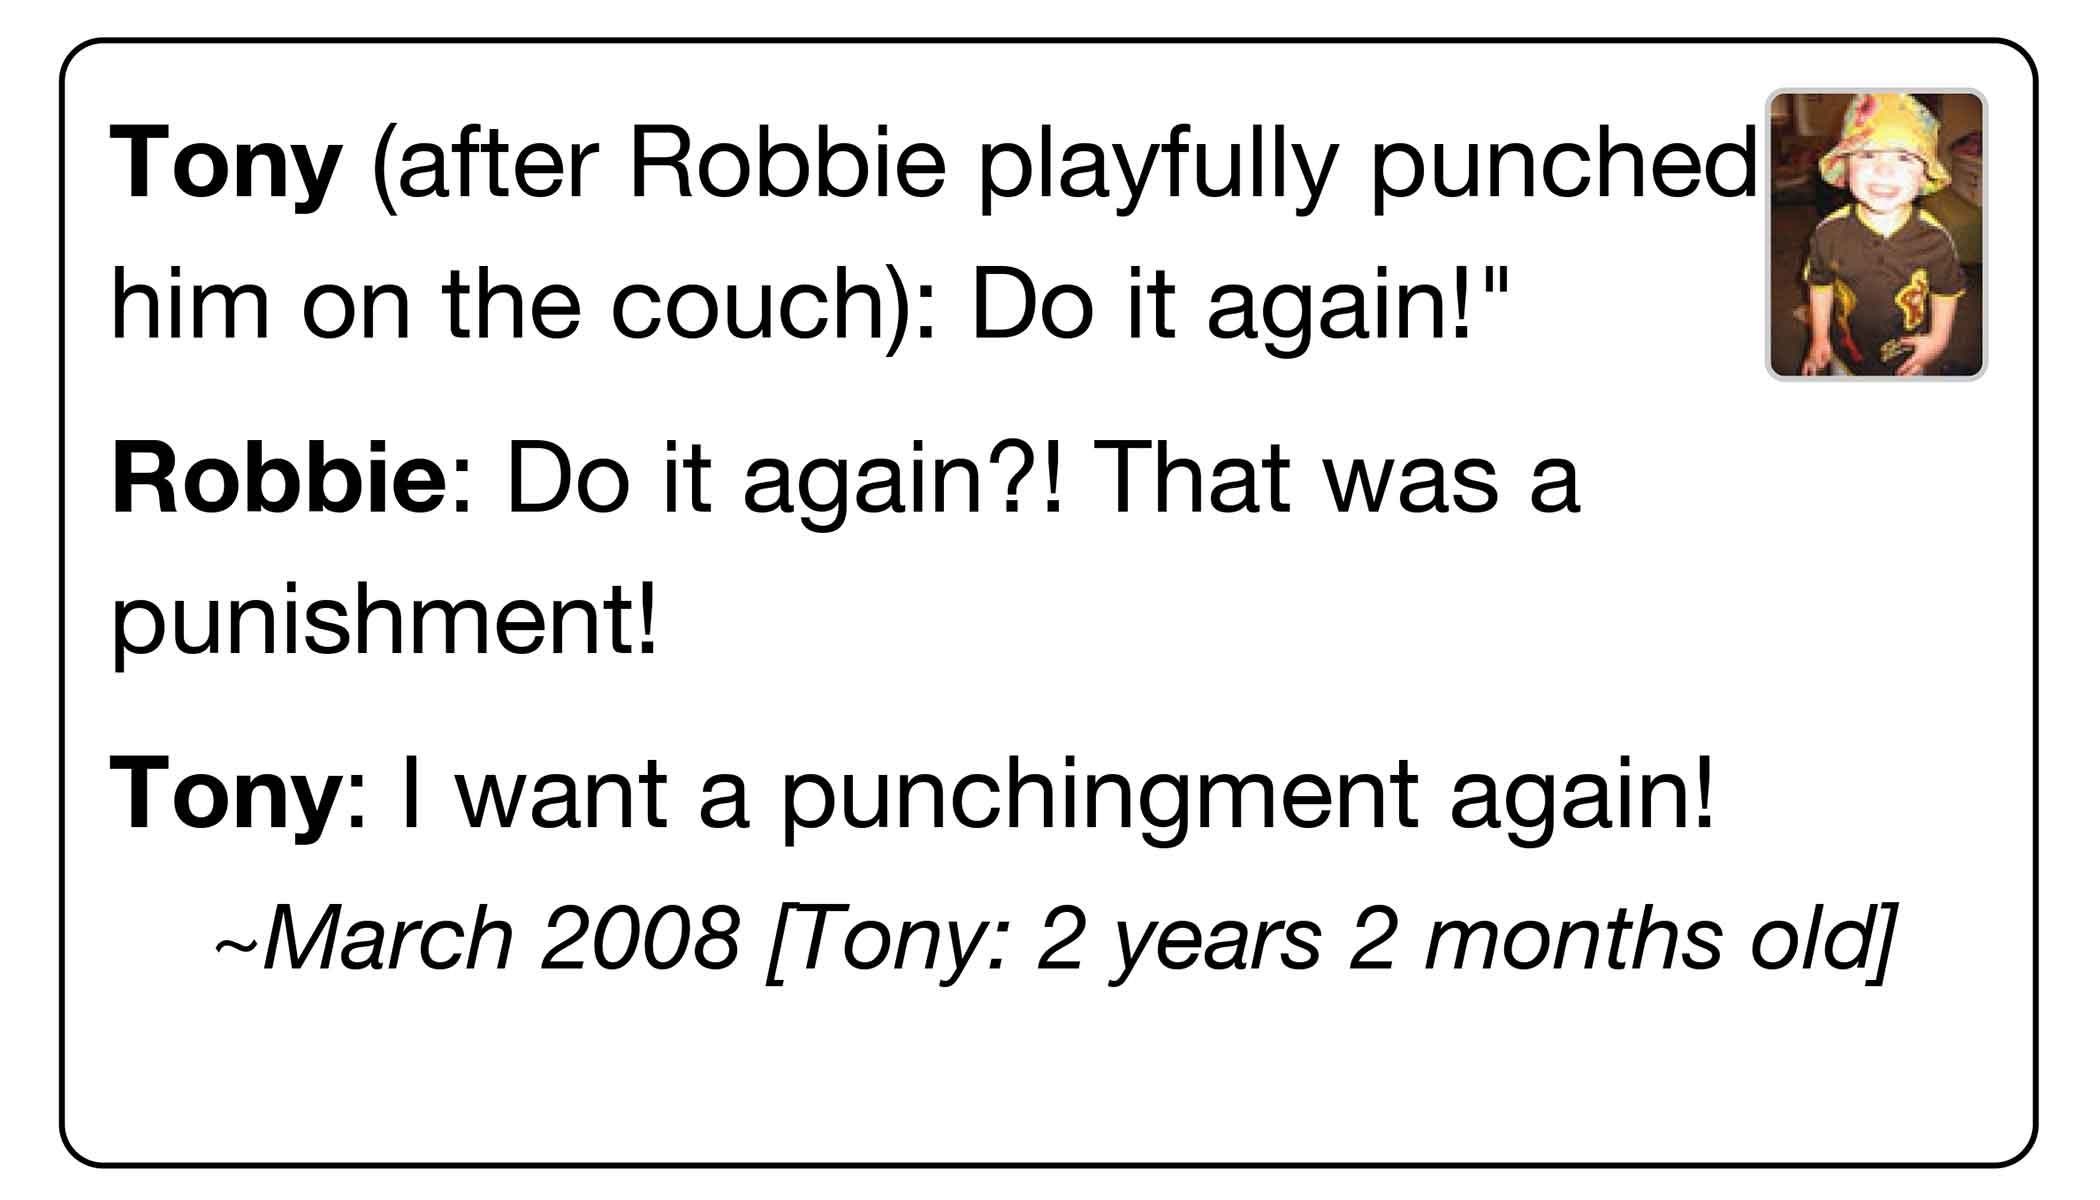 Tony (after Robbie playfully punched
him on the couch): Do it again!"
Robbie: Do it again?! That was a
punishment!
Tony: I want a punchingment again!
~March 2008 [Tony: 2 years 2 months old]